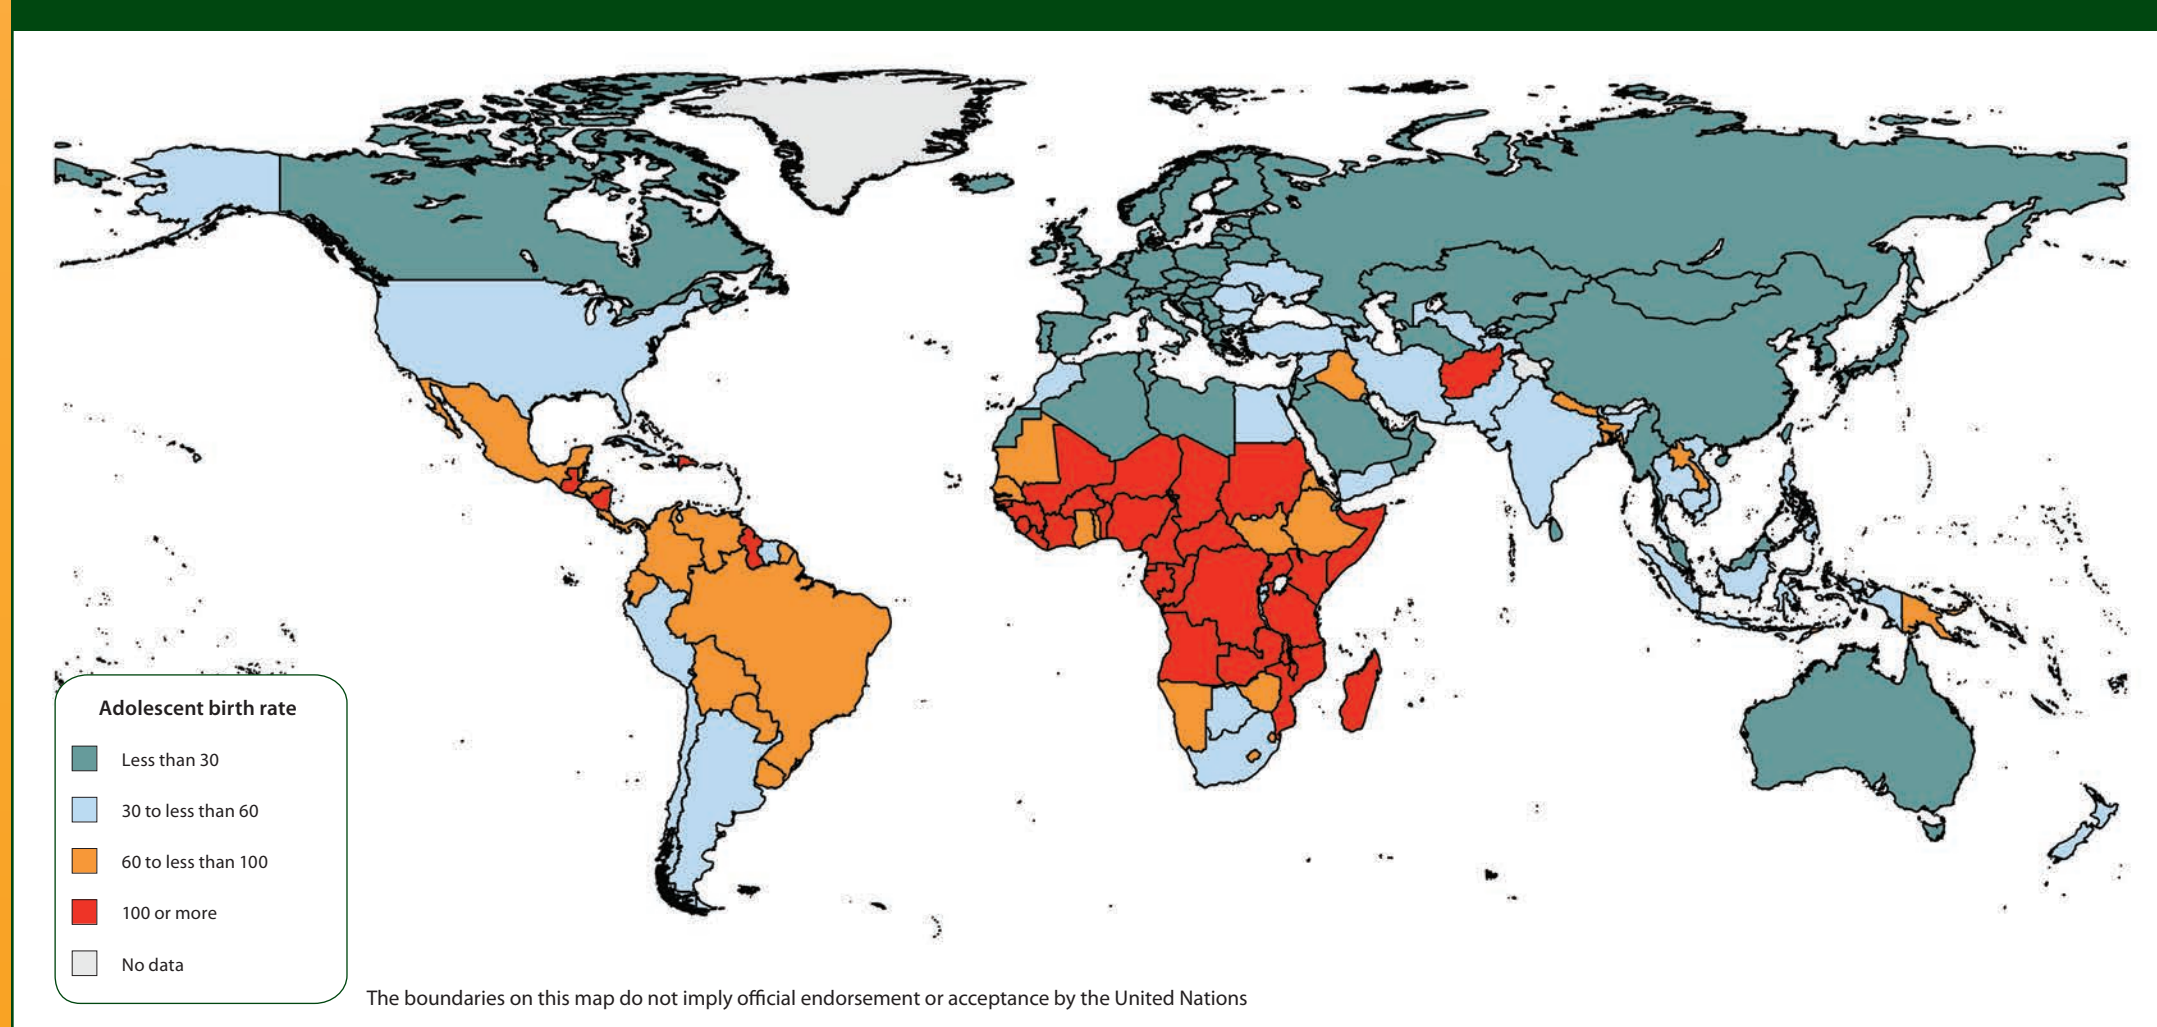 Adolescent birth rate
Less than 30
30 to less than 60
60 to less than 100
100 or more
No data
The boundaries on this map do not imply official endorsement or acceptance by the United Nations